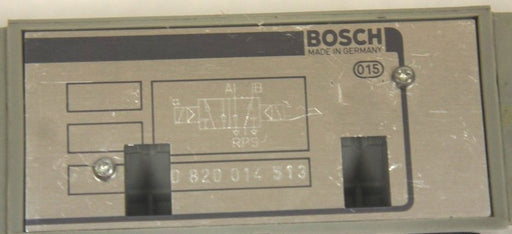 BOSCH
MADE IN GERMANY
015
A B
a
RPS
0 820 014 513